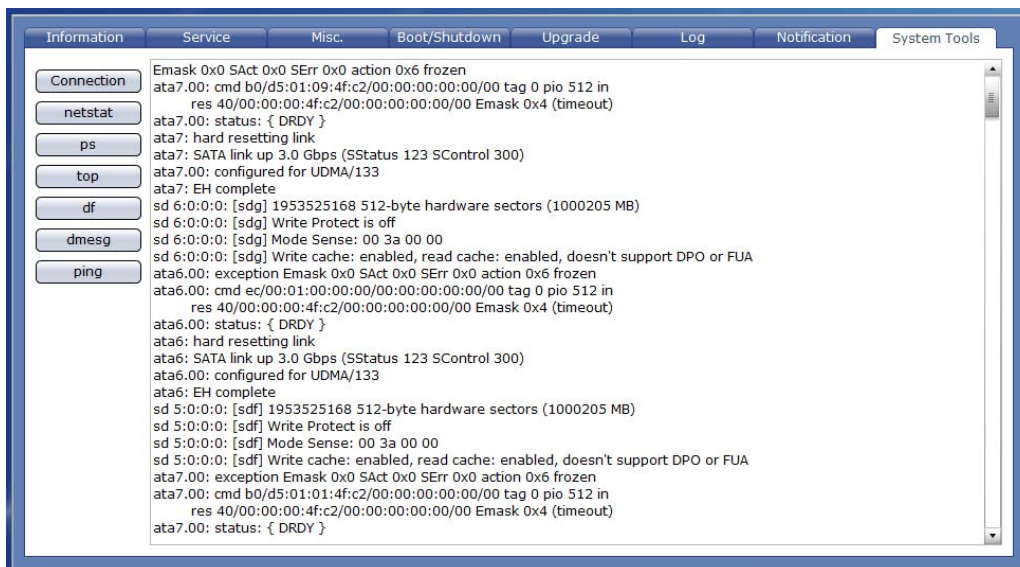 Information Service Misc. Boot/Shutdown Upgrade Log Notification System Tools
Connection
netstat
ps
top
df
dmesg
ping
Emask 0x0 SAct 0x0 SErr 0x0 action 0x6 frozen
ata7.00: cmd b0/d5:01:09:4f:c2/00:00:00:00:00/00 tag 0 pio 512 in
res 40/00:00:00:4f:c2/00:00:00:00:00/00 Emask 0x4 (timeout)
ata7.00: status: { DRDY }
ata7: hard resetting link
ata7: SATA link up 3.0 Gbps (SStatus 123 SControl 300)
ata7.00: configured for UDMA/133
ata7: EH complete
sd 6:0:0:0: [sdg] 1953525168 512-byte hardware sectors (1000205 MB)
sd 6:0:0:0: [sdg] Write Protect is off
sd 6:0:0:0: [sdg] Mode Sense: 00 3a 00 00
sd 6:0:0:0: [sdg] Write cache: enabled, read cache: enabled, doesn't support DPO or FUA
ata6.00: exception Emask 0x0 SAct 0x0 SErr 0x0 action 0x6 frozen
ata6.00: cmd ec/00:01:00:00:00/00:00:00:00:00/00 tag 0 pio 512 in
res 40/00:00:00:4f:c2/00:00:00:00:00/00 Emask 0x4 (timeout)
ata6.00: status: { DRDY }
ata6: hard resetting link
ata6: SATA link up 3.0 Gbps (SStatus 123 SControl 300)
ata6.00: configured for UDMA/133
ata6: EH complete
sd 5:0:0:0: [sdf] 1953525168 512-byte hardware sectors (1000205 MB)
sd 5:0:0:0: [sdf] Write Protect is off
sd 5:0:0:0: [sdf] Mode Sense: 00 3a 00 00
sd 5:0:0:0: [sdf] Write cache: enabled, read cache: enabled, doesn't support DPO or FUA
ata7.00: exception Emask 0x0 SAct 0x0 SErr 0x0 action 0x6 frozen
ata7.00: cmd b0/d5:01:01:4f:c2/00:00:00:00:00/00 tag 0 pio 512 in
res 40/00:00:00:4f:c2/00:00:00:00:00/00 Emask 0x4 (timeout)
ata7.00: status: { DRDY }